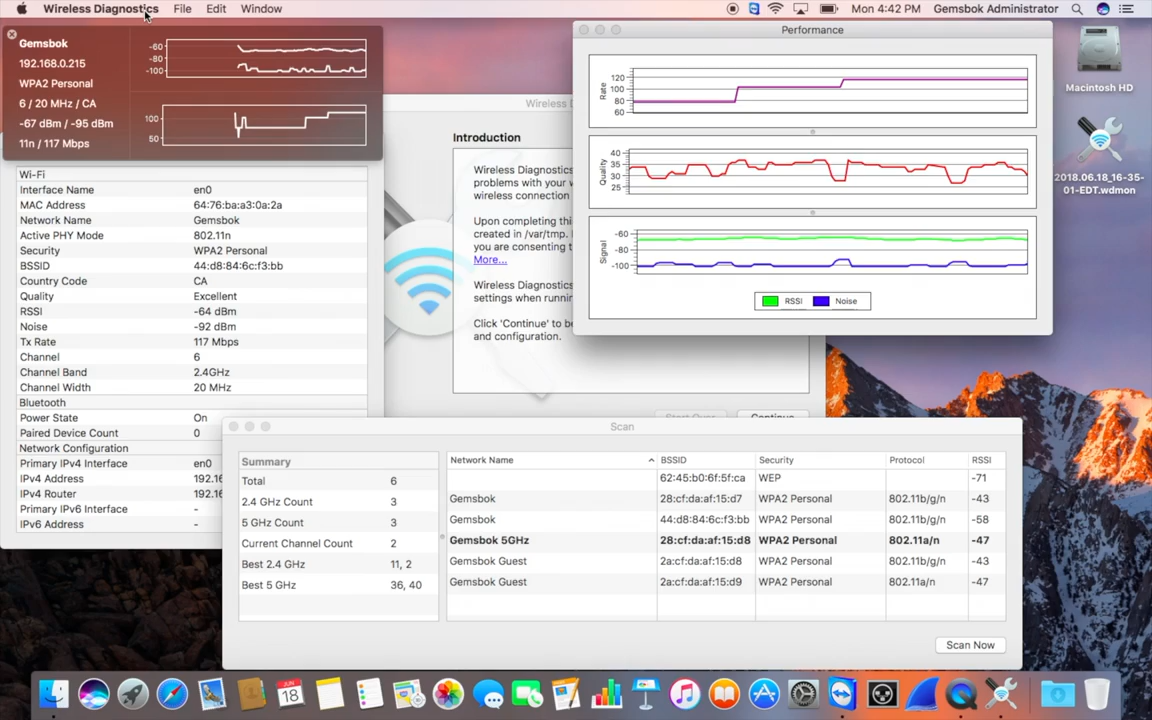 Wireless Diagnostics File Edit Window Mon 4:42 PM Gemsbok Administrator
Gemsbok
192.168.0.215
WPA2 Personal
6 / 20 MHz / CA
-67 dBm / -95 dBm
11n / 117 Mbps
-60
-80
-100
100
50
Wi-Fi
Interface Name en0
MAC Address 64:76:ba:a3:0a:2a
Network Name Gemsbok
Active PHY Mode 802.11n
Security WPA2 Personal
BSSID 44:d8:84:6c:f3:bb
Country Code CA
Quality Excellent
RSSI -64 dBm
Noise -92 dBm
Tx Rate 117 Mbps
Channel 6
Channel Band 2.4GHz
Channel Width 20 MHz
Bluetooth
Power State On
Paired Device Count 0
Network Configuration
Primary IPv4 Interface en0
IPv4 Address 192.16
IPv4 Router 192.16
Primary IPv6 Interface -
IPv6 Address -
Wireless D
Introduction
Wireless Diagnostics
problems with your w
wireless connection
Upon completing thi
created in /var/tmp.
you are consenting t
More...
Wireless Diagnostics
settings when runnin
Click 'Continue' to be
and configuration.
Start Over Continue
Performance
Rate
120
100
80
60
Quality
40
35
30
25
Signal
-60
-80
-100
RSSI Noise
Macintosh HD
2018.06.18_16-35-
01-EDT.wdmon
Scan
Summary
Total 6
2.4 GHz Count 3
5 GHz Count 3
Current Channel Count 2
Best 2.4 GHz 11, 2
Best 5 GHz 36, 40
Network Name BSSID Security Protocol RSSI
62:45:b0:6f:5f:ca WEP -71
Gemsbok 28:cf:da:af:15:d7 WPA2 Personal 802.11b/g/n -43
Gemsbok 44:d8:84:6c:f3:bb WPA2 Personal 802.11b/g/n -58
Gemsbok 5GHz 28:cf:da:af:15:d8 WPA2 Personal 802.11a/n -47
Gemsbok Guest 2a:cf:da:af:15:d8 WPA2 Personal 802.11b/g/n -43
Gemsbok Guest 2a:cf:da:af:15:d9 WPA2 Personal 802.11a/n -47
Scan Now
JUN
18